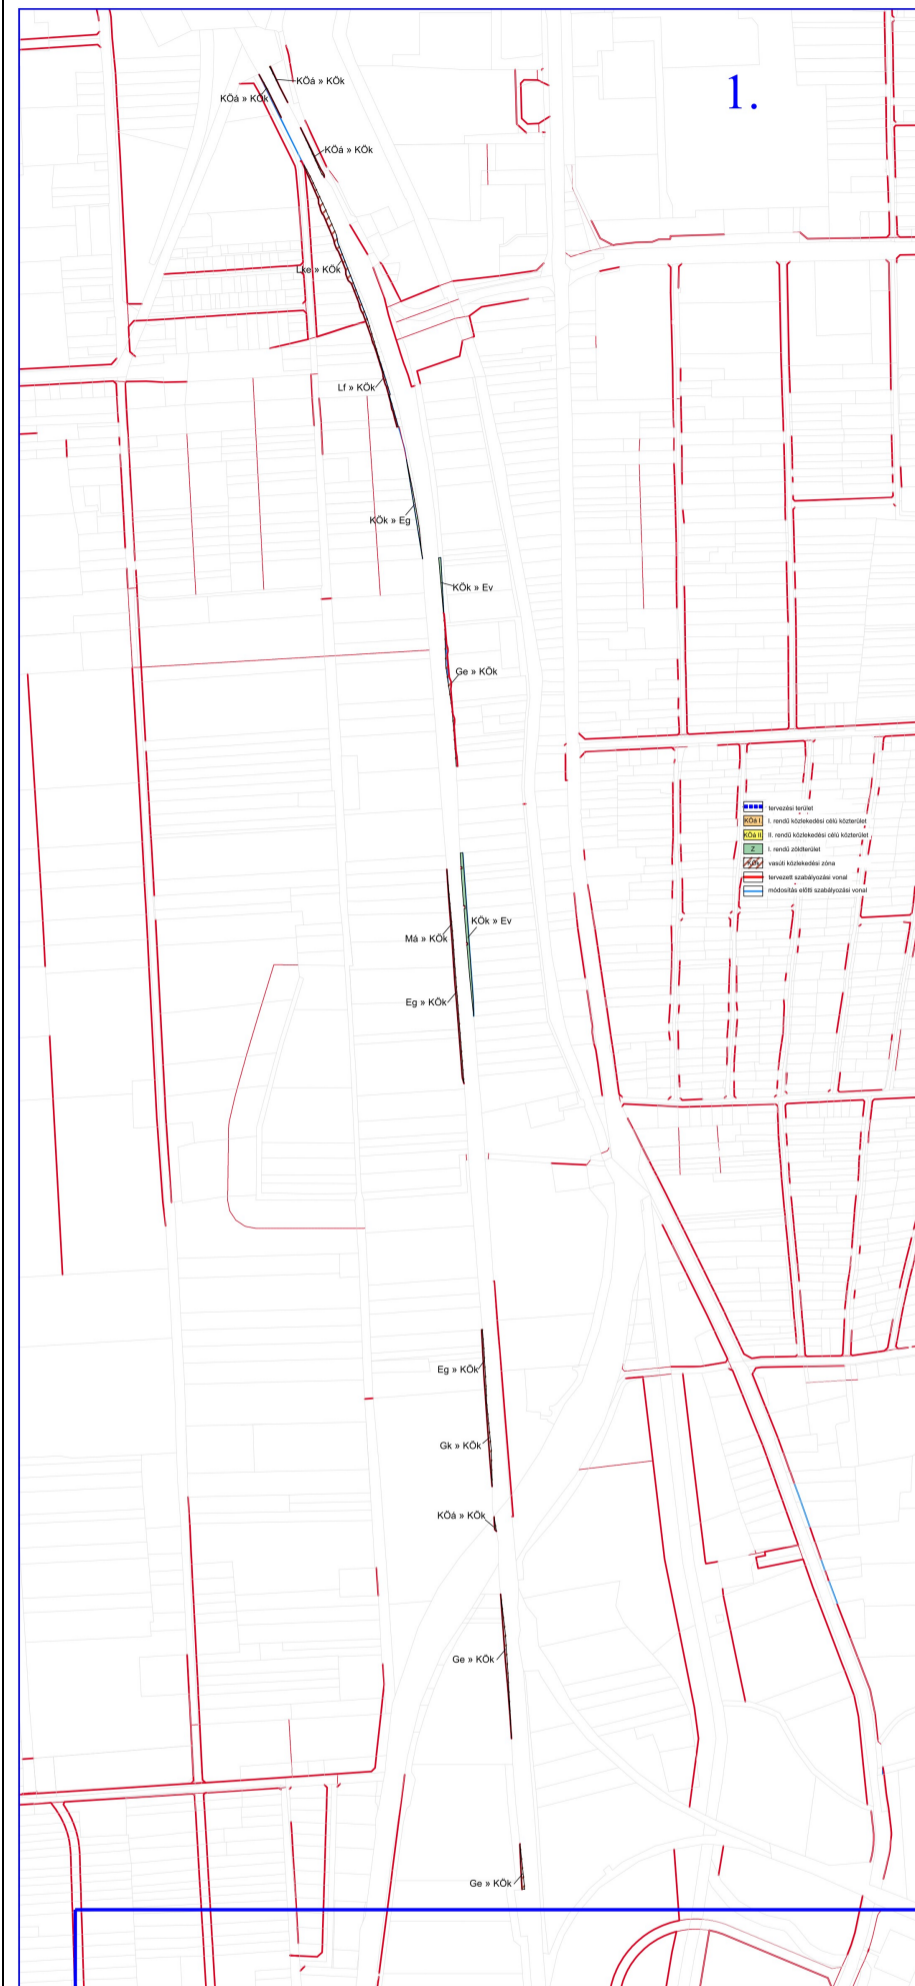 1.
KÖá » KÖk
KÖá » KÖk
KÖá » KÖk
Lke » KÖk
Lf » KÖk
KÖk » Eg
KÖk » Ev
Ge » KÖk
tervezési terület
KÖá I I. rendű közlekedési célú közterület
KÖá II II. rendű közlekedési célú közterület
Z I. rendű zöldterület
KÖk vasúti közlekedési zóna
tervezett szabályozási vonal
módosítás előtti szabályozási vonal
KÖk » Ev
Má » KÖk
Eg » KÖk
Eg » KÖk
Gk » KÖk
KÖá » KÖk
Ge » KÖk
Ge » KÖk